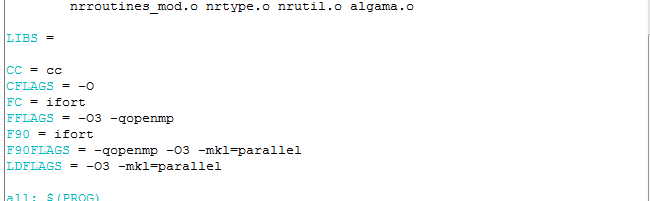 nrroutines_mod.o nrtype.o nrutil.o algama.o
LIBS =
CC = cc
CFLAGS = -O
FC = ifort
FFLAGS = -O3 -qopenmp
F90 = ifort
F90FLAGS = -qopenmp -O3 -mkl=parallel
LDFLAGS = -O3 -mkl=parallel
all: $(PROG)